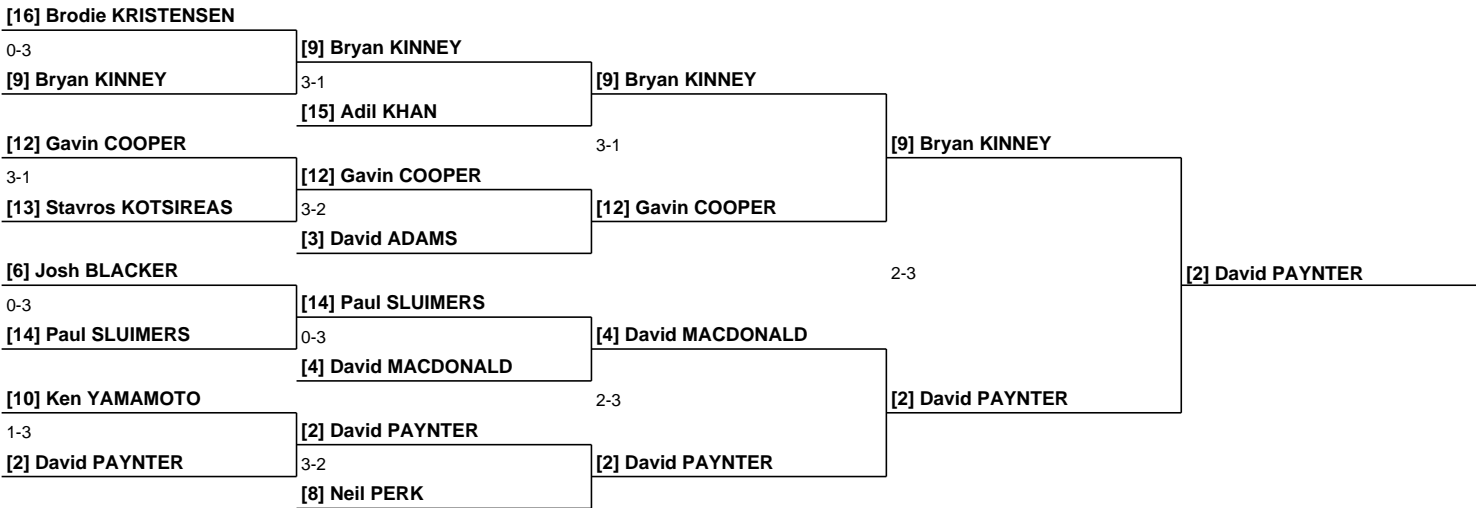 [16] Brodie KRISTENSEN
0-3
[9] Bryan KINNEY
[9] Bryan KINNEY
3-1
[9] Bryan KINNEY
[15] Adil KHAN
[12] Gavin COOPER
3-1
[9] Bryan KINNEY
3-1
[12] Gavin COOPER
[13] Stavros KOTSIREAS
3-2
[12] Gavin COOPER
[3] David ADAMS
[6] Josh BLACKER
2-3
[2] David PAYNTER
0-3
[14] Paul SLUIMERS
[14] Paul SLUIMERS
0-3
[4] David MACDONALD
[4] David MACDONALD
[10] Ken YAMAMOTO
2-3
[2] David PAYNTER
1-3
[2] David PAYNTER
[2] David PAYNTER
3-2
[2] David PAYNTER
[8] Neil PERK